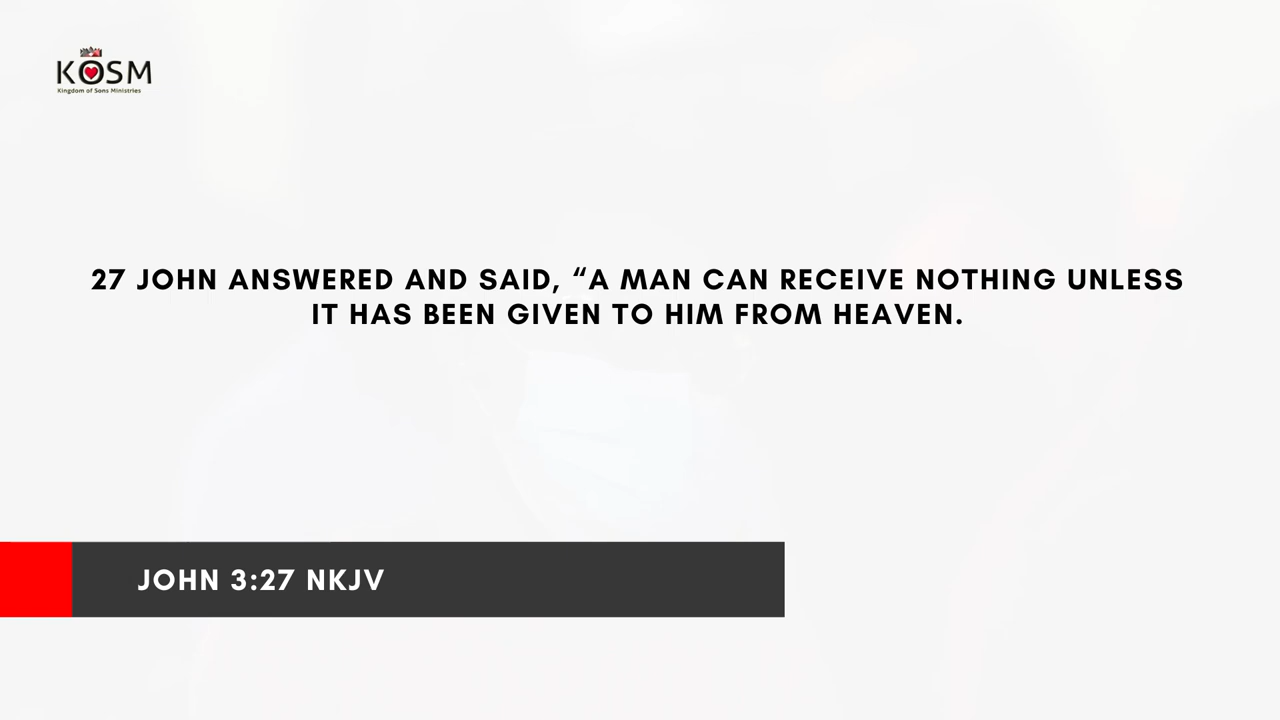 KOSM
Kingdom of Sons Ministries
27 JOHN ANSWERED AND SAID, “A MAN CAN RECEIVE NOTHING UNLESS
IT HAS BEEN GIVEN TO HIM FROM HEAVEN.
JOHN 3:27 NKJV